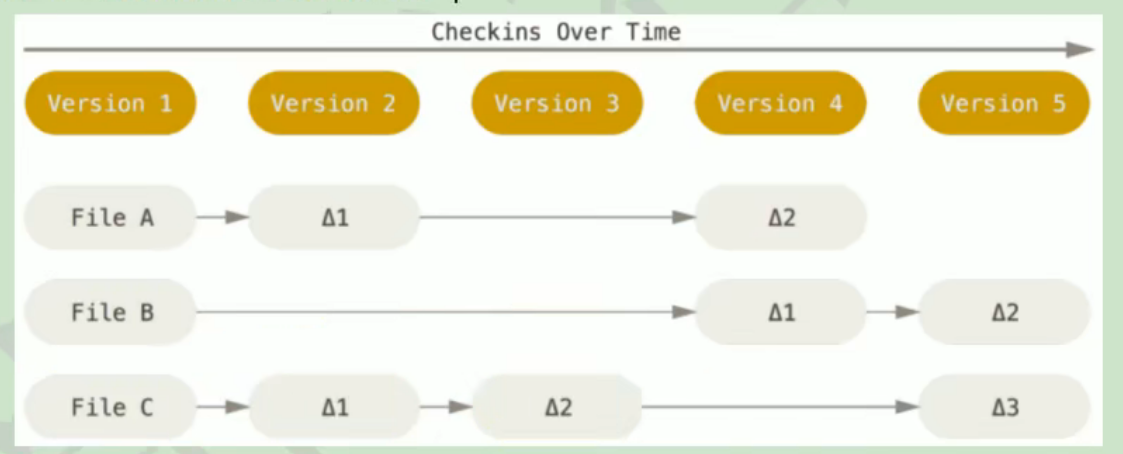 Checkins Over Time
Version 1 Version 2 Version 3 Version 4 Version 5
File A Δ1 Δ2
File B Δ1 Δ2
File C Δ1 Δ2 Δ3